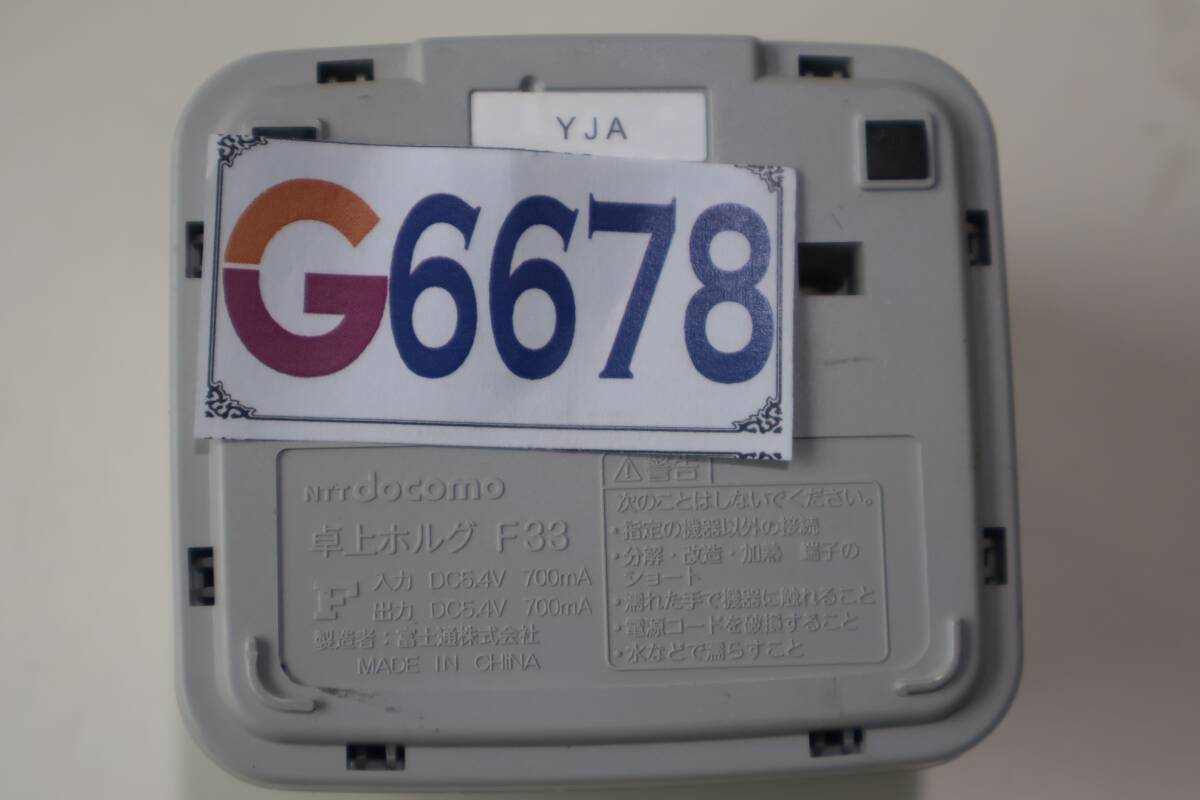 YJA
G6678
NTT docomo
卓上ホルダ F33
F
入力 DC5.4V 700mA
出力 DC5.4V 700mA
製造者：富士通株式会社
MADE IN CHINA
⚠警告
次のことはしないでください。
・指定の機器以外の接続
・分解・改造・加熱 端子の
ショート
・濡れた手で機器に触れること
・電源コードを破損すること
・水などで濡らすこと